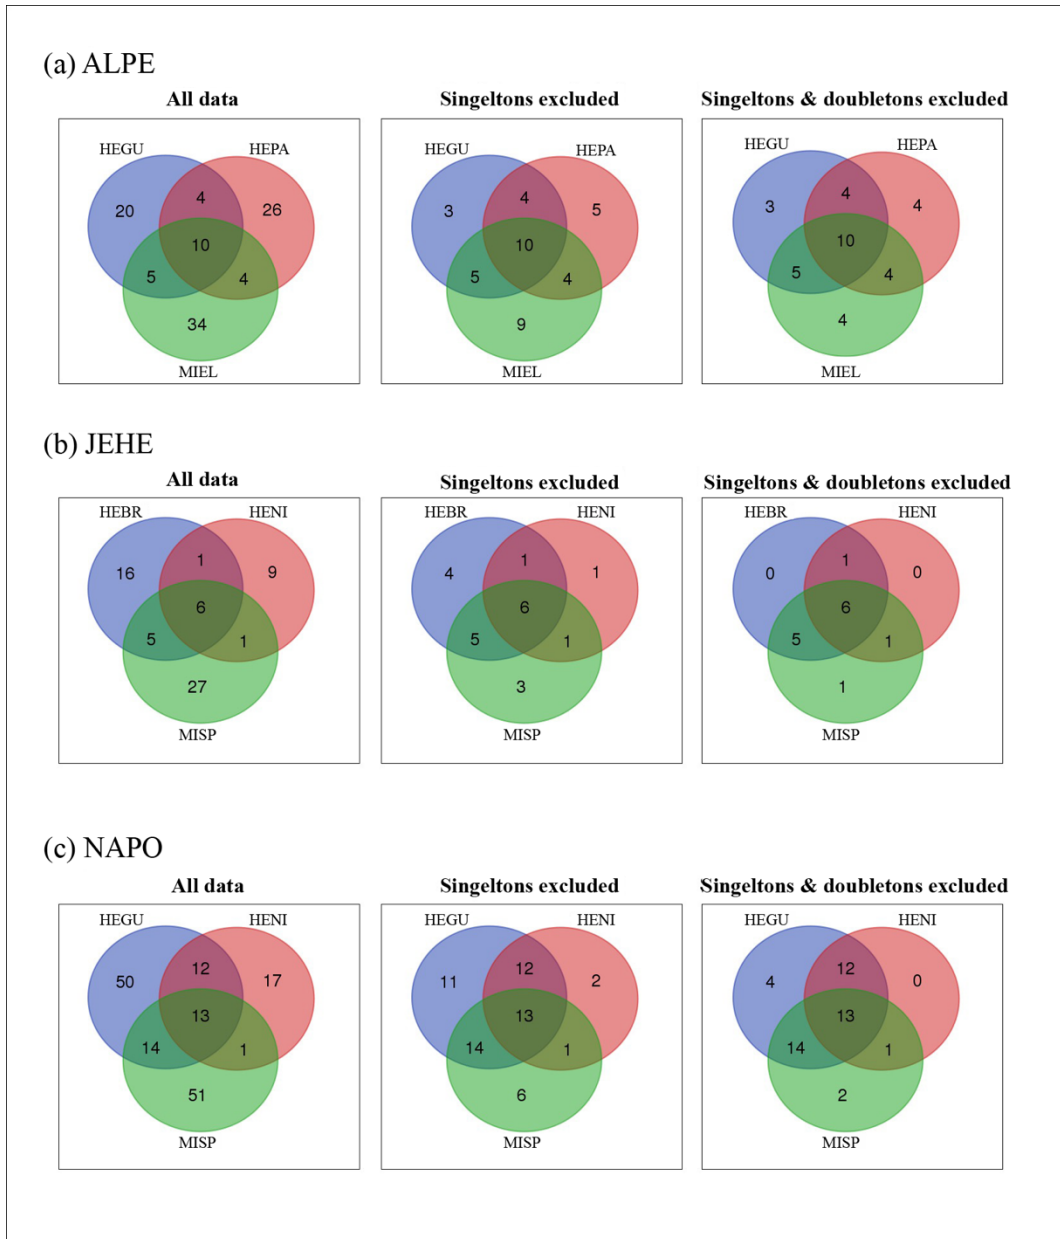 (a) ALPE
All data Singeltons excluded Singeltons & doubletons excluded
HEGU HEPA HEGU HEPA HEGU HEPA
20 4 26 3 4 5 3 4 4
10 10 10
5 4 5 4 5 4
34 9 4
MIEL MIEL MIEL
(b) JEHE
All data Singeltons excluded Singeltons & doubletons excluded
HEBR HENI HEBR HENI HEBR HENI
16 1 9 4 1 1 0 1 0
6 6 6
5 1 5 1 5 1
27 3 1
MISP MISP MISP
(c) NAPO
All data Singeltons excluded Singeltons & doubletons excluded
HEGU HENI HEGU HENI HEGU HENI
50 12 17 11 12 2 4 12 0
13 13 13
14 1 14 1 14 1
51 6 2
MISP MISP MISP